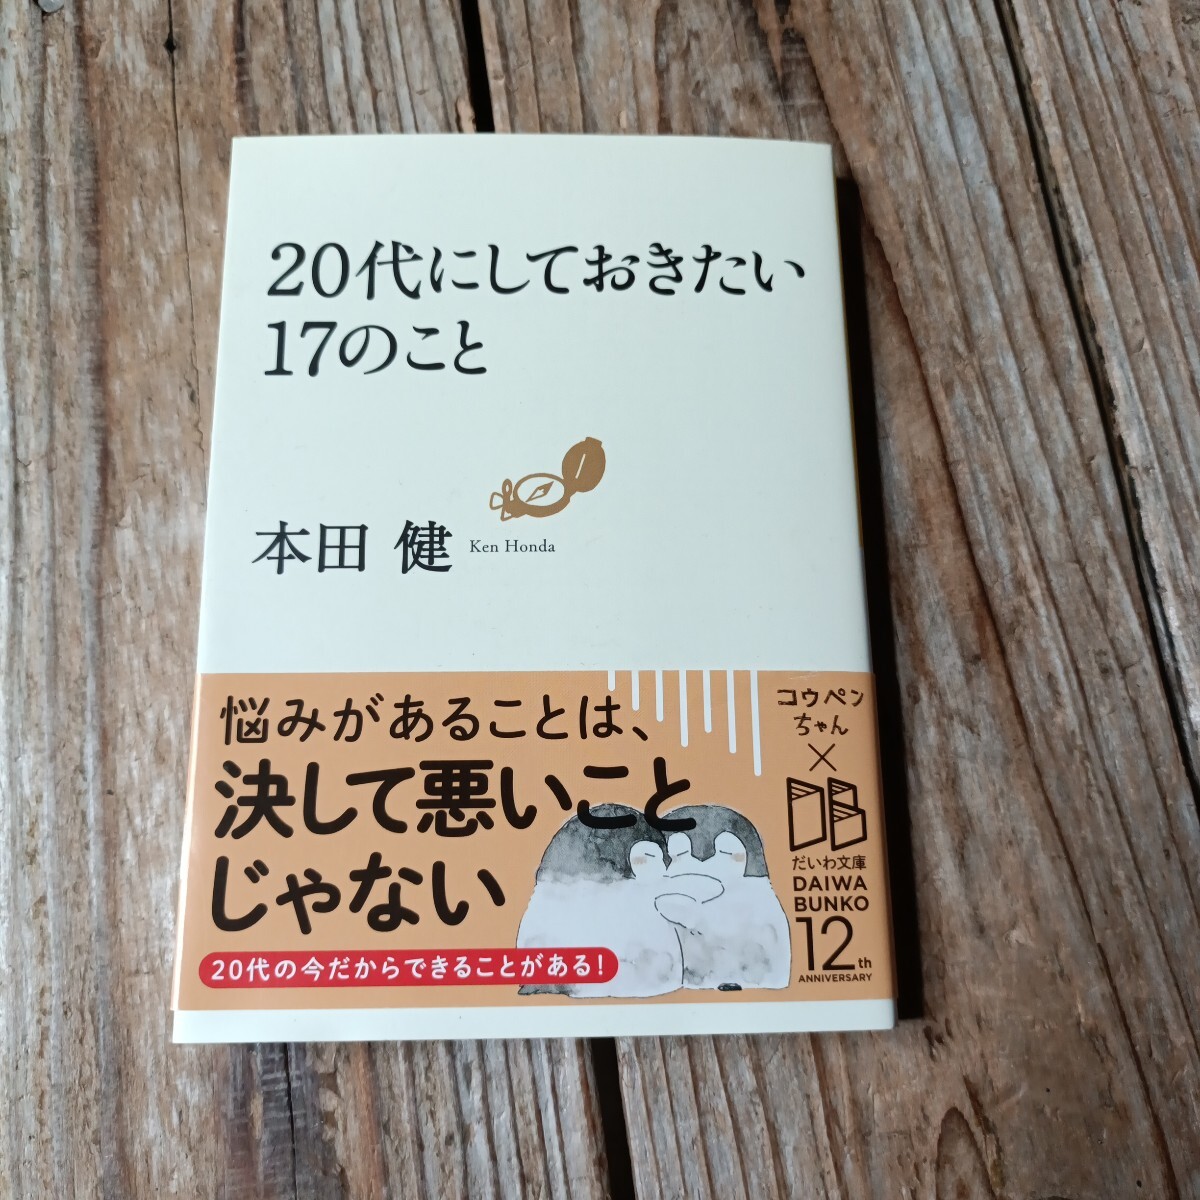 20代にしておきたい
17のこと
本田 健 Ken Honda
悩みがあることは、
決して悪いこと
じゃない
20代の今だからできることがある!
コウペン
ちゃん
×
だいわ文庫
DAIWA
BUNKO
12th
ANNIVERSARY